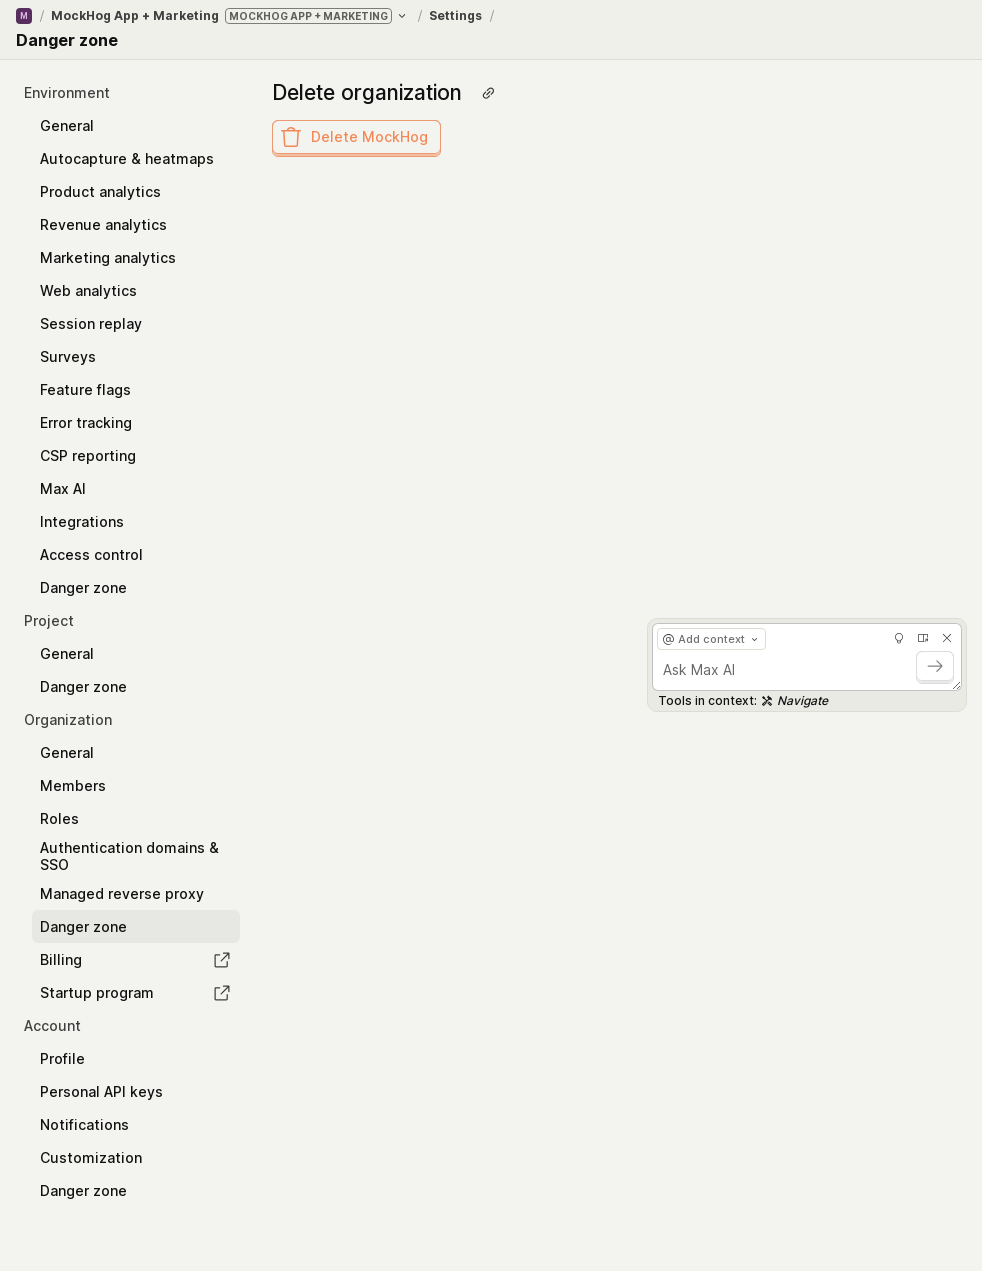 M / MockHog App + Marketing MOCKHOG APP + MARKETING / Settings /
Danger zone
Environment
General
Autocapture & heatmaps
Product analytics
Revenue analytics
Marketing analytics
Web analytics
Session replay
Surveys
Feature flags
Error tracking
CSP reporting
Max AI
Integrations
Access control
Danger zone
Project
General
Danger zone
Organization
General
Members
Roles
Authentication domains &
SSO
Managed reverse proxy
Danger zone
Billing
Startup program
Account
Profile
Personal API keys
Notifications
Customization
Danger zone
Delete organization
Delete MockHog
@ Add context
Ask Max AI
Tools in context: Navigate